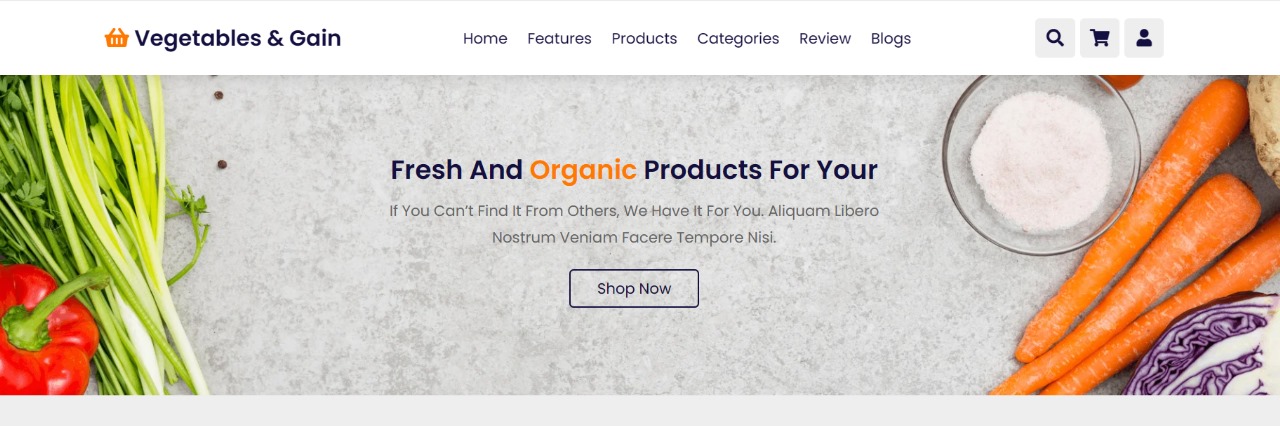 Vegetables & Gain
Home Features Products Categories Review Blogs
Fresh And Organic Products For Your
If You Can't Find It From Others, We Have It For You. Aliquam Libero
Nostrum Veniam Facere Tempore Nisi.
Shop Now